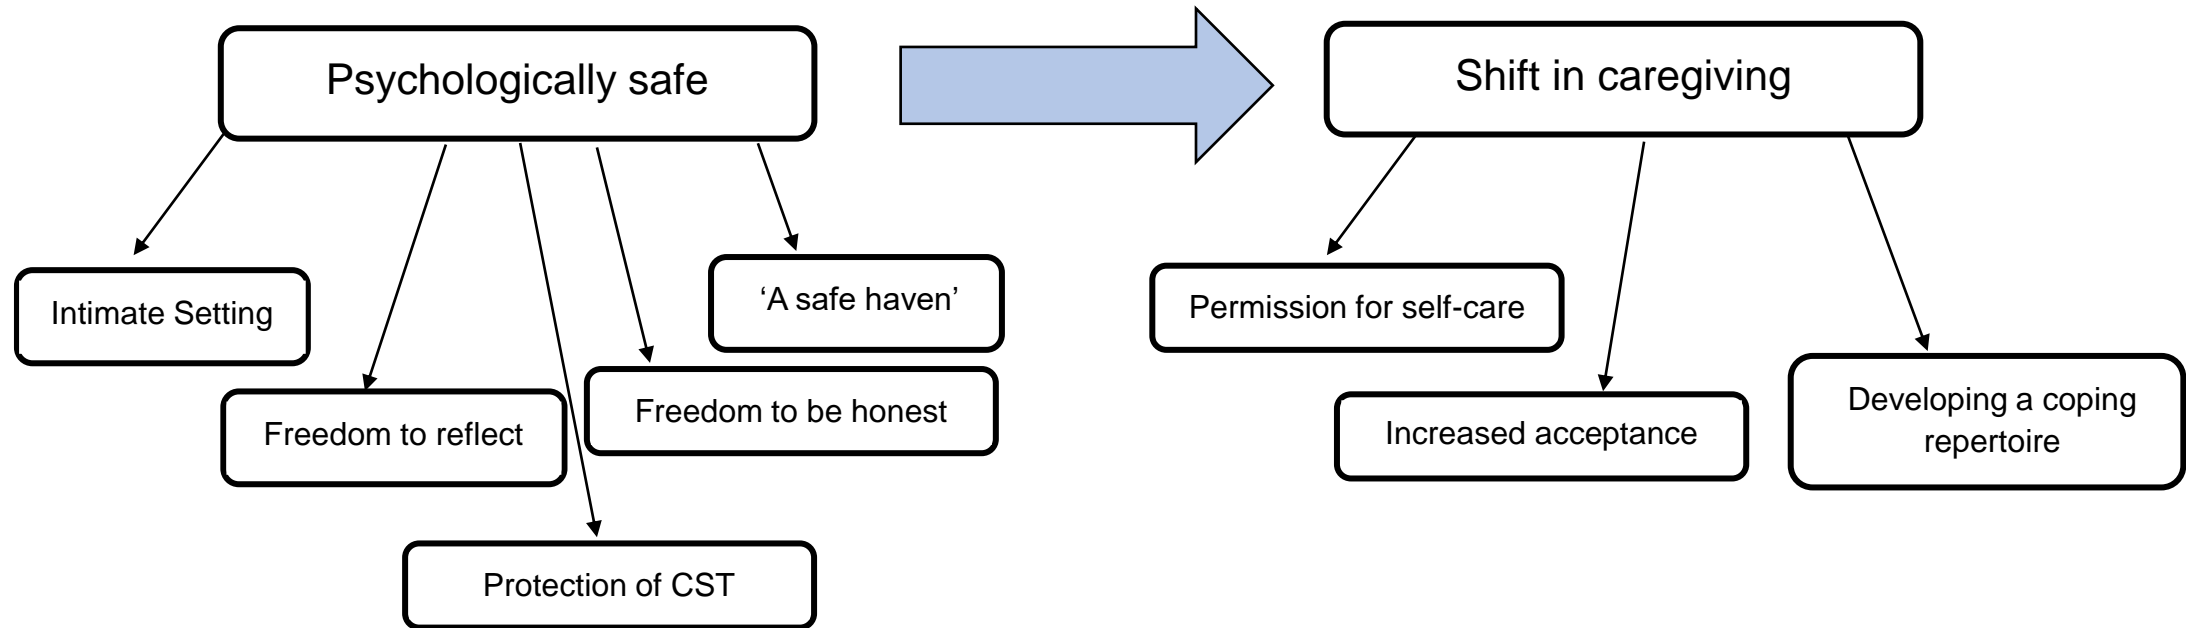 Psychologically safe
Shift in caregiving
Intimate Setting
‘A safe haven’
Permission for self-care
Freedom to reflect
Freedom to be honest
Increased acceptance
Developing a coping
repertoire
Protection of CST